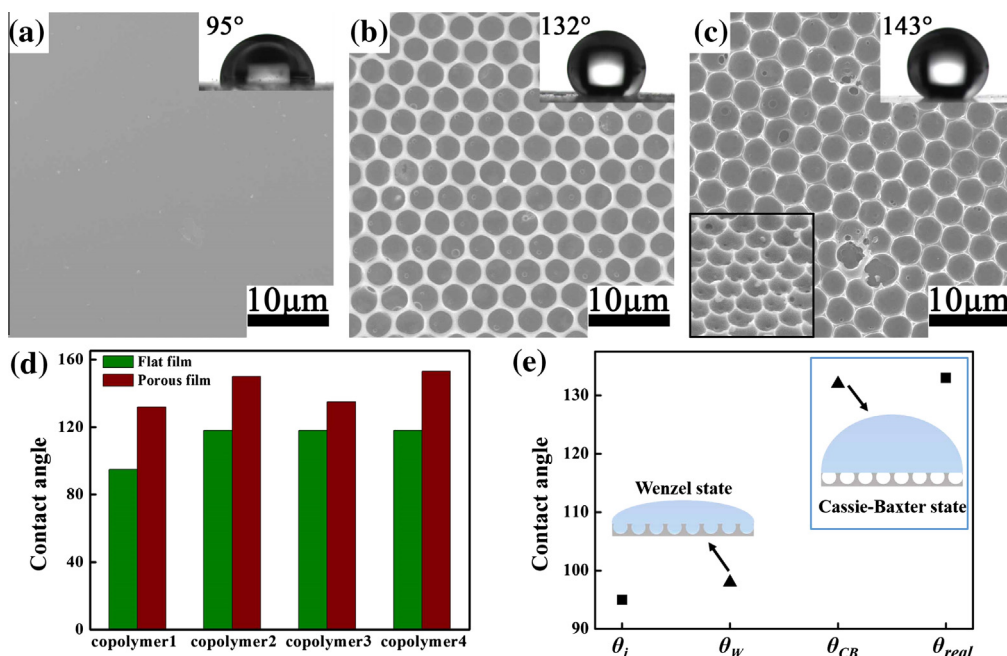 (a)
95°
10μm
(b)
132°
10μm
(c)
143°
10μm
(d)
Contact angle
160
120
80
40
0
Flat film
Porous film
copolymer1 copolymer2 copolymer3 copolymer4
(e)
Contact angle
130
120
110
100
90
Wenzel state
Cassie-Baxter state
θi θW θCB θreal